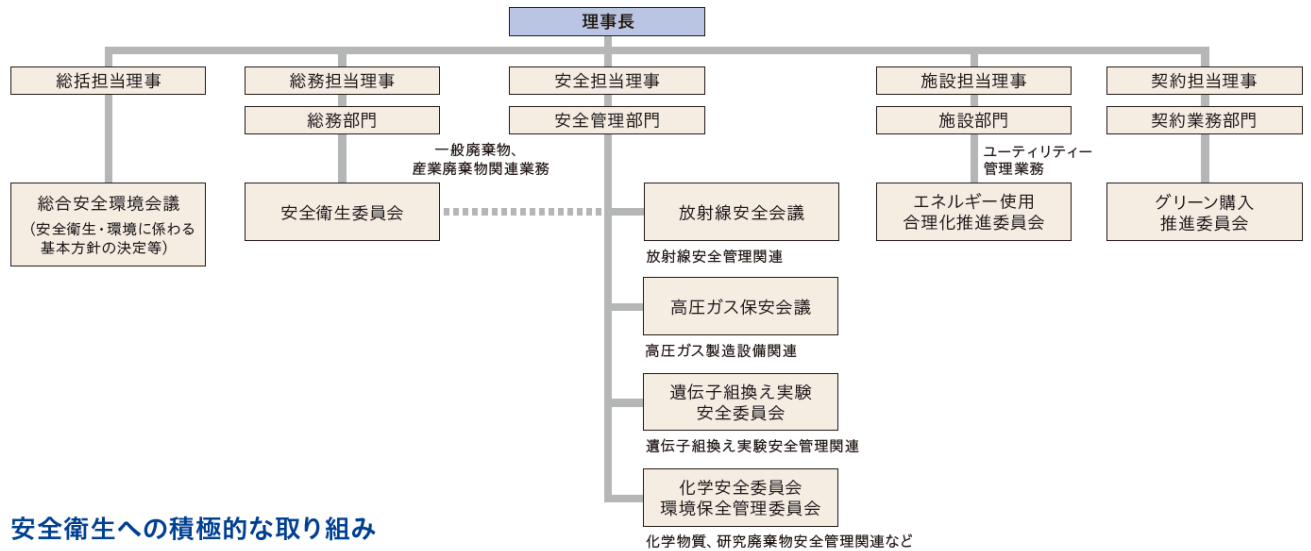 理事長
総括担当理事
総務担当理事
安全担当理事
施設担当理事
契約担当理事
総務部門
安全管理部門
施設部門
契約業務部門
一般廃棄物、
産業廃棄物関連業務
ユーティリティー
管理業務
総合安全環境会議
（安全衛生・環境に係わる
基本方針の決定等）
安全衛生委員会
放射線安全会議
エネルギー使用
合理化推進委員会
グリーン購入
推進委員会
放射線安全管理関連
高圧ガス保安会議
高圧ガス製造設備関連
遺伝子組換え実験
安全委員会
遺伝子組換え実験安全管理関連
化学安全委員会
環境保全管理委員会
化学物質、研究廃棄物安全管理関連など
安全衛生への積極的な取り組み